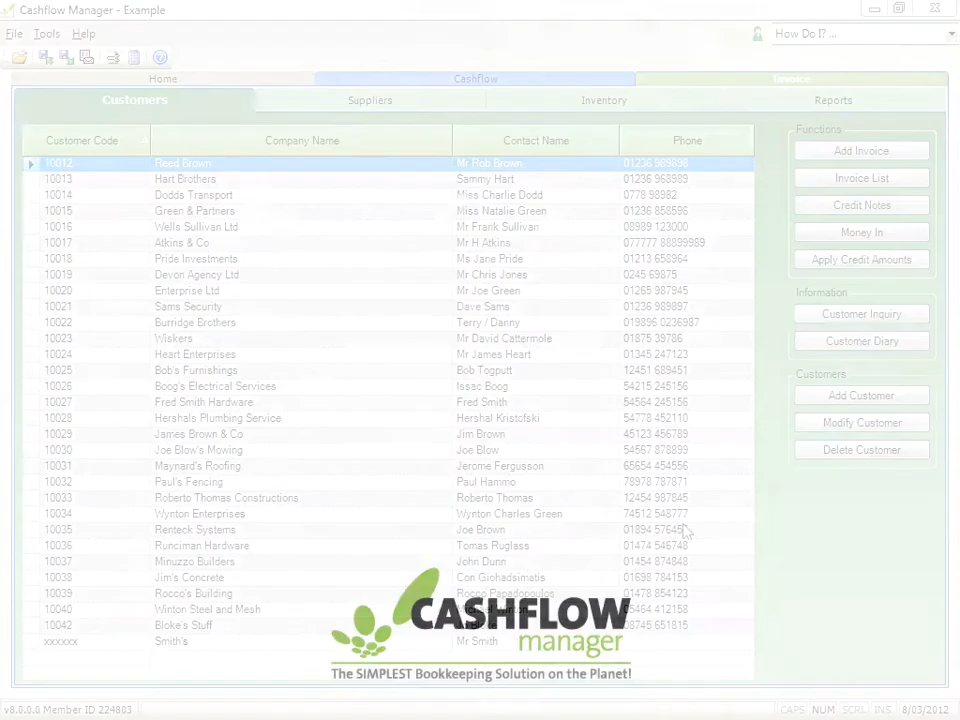 Cashflow Manager - Example
File Tools Help
How Do I? ...
Home Cashflow Invoice
Customers Suppliers Inventory Reports
Customer Code Company Name Contact Name Phone
10012 Reed Brown Mr Rob Brown 01236 989898
10013 Hart Brothers Sammy Hart 01236 968989
10014 Dodds Transport Miss Charlie Dodd 0778 98982
10015 Green & Partners Miss Natalie Green 01236 858596
10016 Wells Sullivan Ltd Mr Frank Sullivan 08989 123000
10017 Atkins & Co Mr H Atkins 077777 88899989
10018 Pride Investments Ms Jane Pride 01213 658964
10019 Devon Agency Ltd Mr Chris Jones 0245 69875
10020 Enterprise Ltd Mr Joe Green 01265 987945
10021 Sams Security Dave Sams 01236 989897
10022 Burridge Brothers Terry / Danny 019896 0236987
10023 Wiskers Mr David Cattermole 01875 39786
10024 Heart Enterprises Mr James Heart 01345 247123
10025 Bob's Furnishings Bob Togputt 12451 689451
10026 Boog's Electrical Services Issac Boog 54215 245156
10027 Fred Smith Hardware Fred Smith 54564 245156
10028 Hershals Plumbing Service Hershal Kristofski 54778 452110
10029 James Brown & Co Jim Brown 45123 456789
10030 Joe Blow's Mowing Joe Blow 54567 878899
10031 Maynard's Roofing Jerome Fergusson 65654 454556
10032 Paul's Fencing Paul Hammo 78978 787871
10033 Roberto Thomas Constructions Roberto Thomas 12454 987845
10034 Wynton Enterprises Wynton Charles Green 74512 548777
10035 Renteck Systems Joe Brown 01894 57645
10036 Runciman Hardware Tomas Ruglass 01474 546748
10037 Minuzzo Builders John Dunn 01454 874848
10038 Jim's Concrete Con Giohadsimatis 01698 784153
10039 Rocco's Building Rocco Papadopoulos 01478 854123
10040 Winton Steel and Mesh Michael Winton 05464 412158
10042 Bloke's Stuff 08745 651815
xxxxxx Smith's Mr Smith
Functions
Add Invoice
Invoice List
Credit Notes
Money In
Apply Credit Amounts
Information
Customer Inquiry
Customer Diary
Customers
Add Customer
Modify Customer
Delete Customer
CASHFLOW
manager
The SIMPLEST Bookkeeping Solution on the Planet!
v8.0.0.0 Member ID 224803 CAPS NUM SCRL INS 8/03/2012